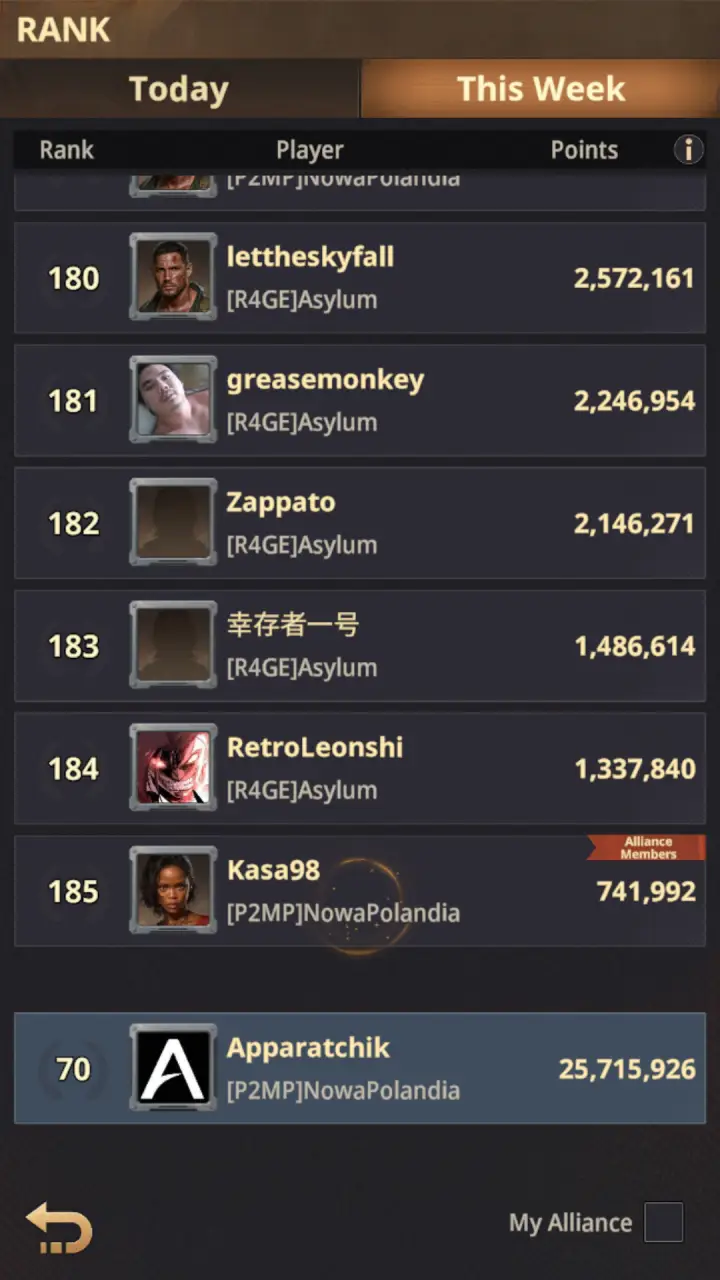 RANK
Today
This Week
Rank
Player
Points
[P2MP]NowaPolandia
180
lettheskyfall
[R4GE]Asylum
2,572,161
181
greasemonkey
[R4GE]Asylum
2,246,954
182
Zappato
[R4GE]Asylum
2,146,271
183
幸存者一号
[R4GE]Asylum
1,486,614
184
RetroLeonshi
[R4GE]Asylum
1,337,840
Alliance
Members
185
Kasa98
[P2MP]NowaPolandia
741,992
70
Apparatchik
[P2MP]NowaPolandia
25,715,926
My Alliance